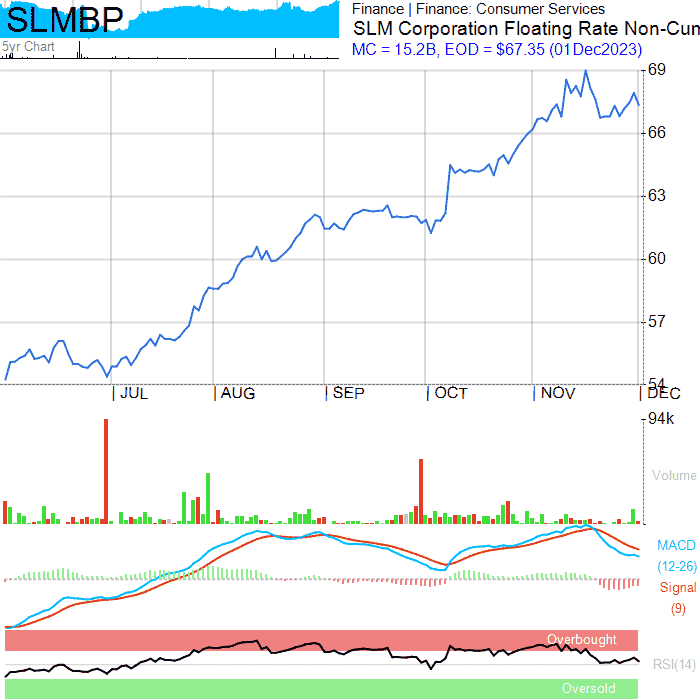 SLMBP
5yr Chart
Finance | Finance: Consumer Services
SLM Corporation Floating Rate Non-Cum
MC = 15.2B, EOD = $67.35 (01Dec2023)
69
66
63
60
57
54
JUL AUG SEP OCT NOV DEC
94k
Volume
MACD
(12-26)
Signal
(9)
Overbought
RSI(14)
Oversold